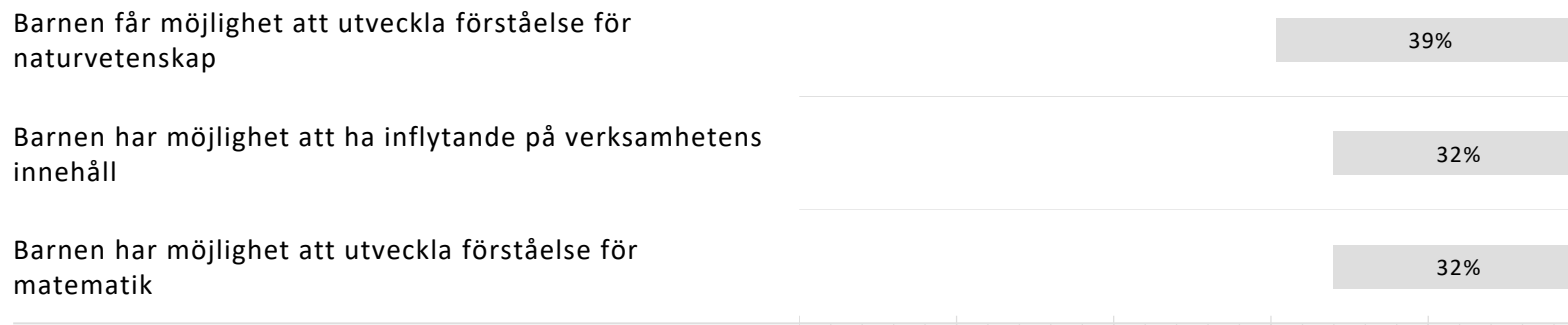 Barnen får möjlighet att utveckla förståelse för
naturvetenskap
39%
Barnen har möjlighet att ha inflytande på verksamhetens
innehåll
32%
Barnen har möjlighet att utveckla förståelse för
matematik
32%